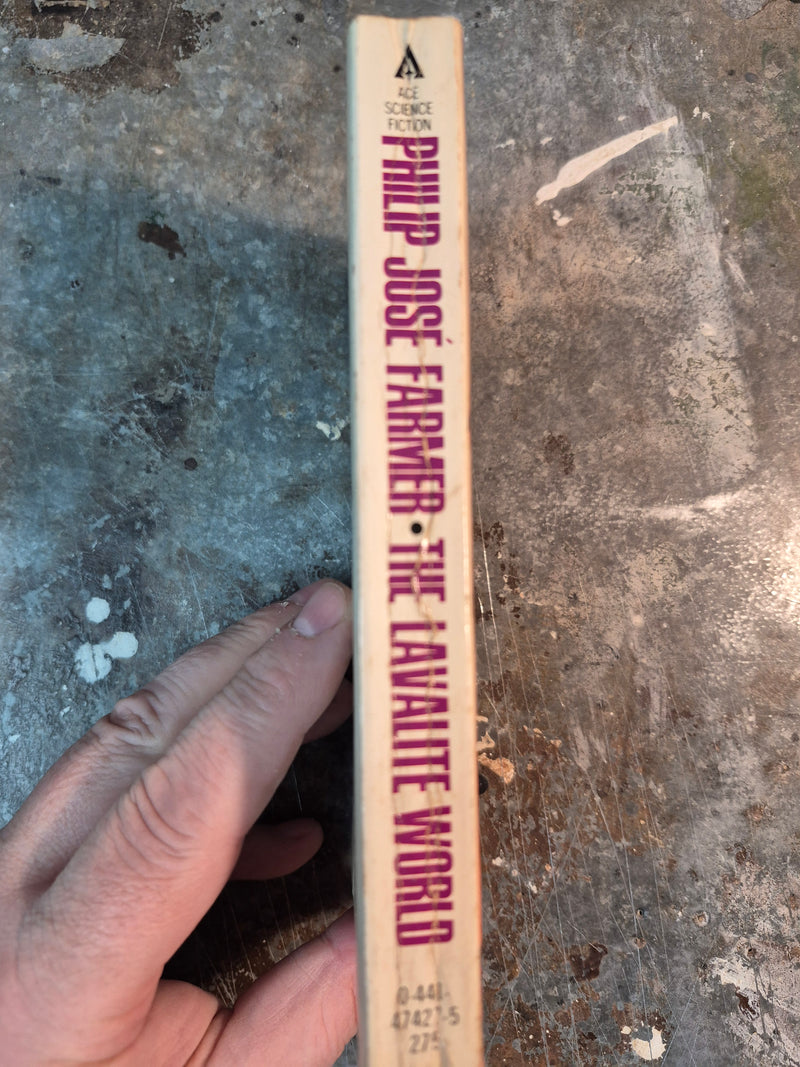 ACE
SCIENCE
FICTION
PHILIP JOSÉ FARMER • THE LAVALITE WORLD
0-441-
47427-5
275